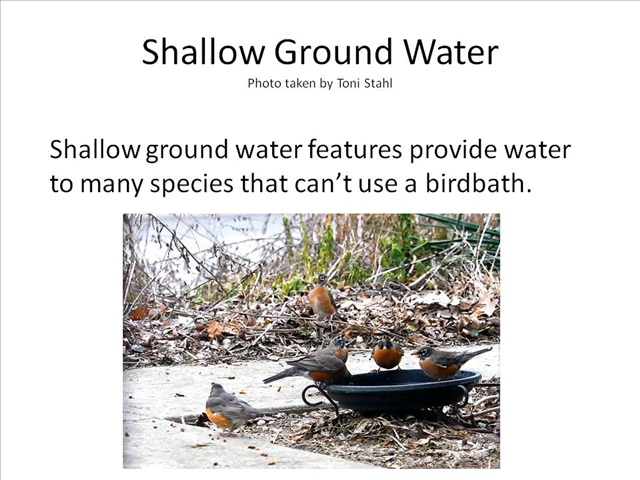 Shallow Ground Water
Photo taken by Toni Stahl
Shallow ground water features provide water
to many species that can’t use a birdbath.